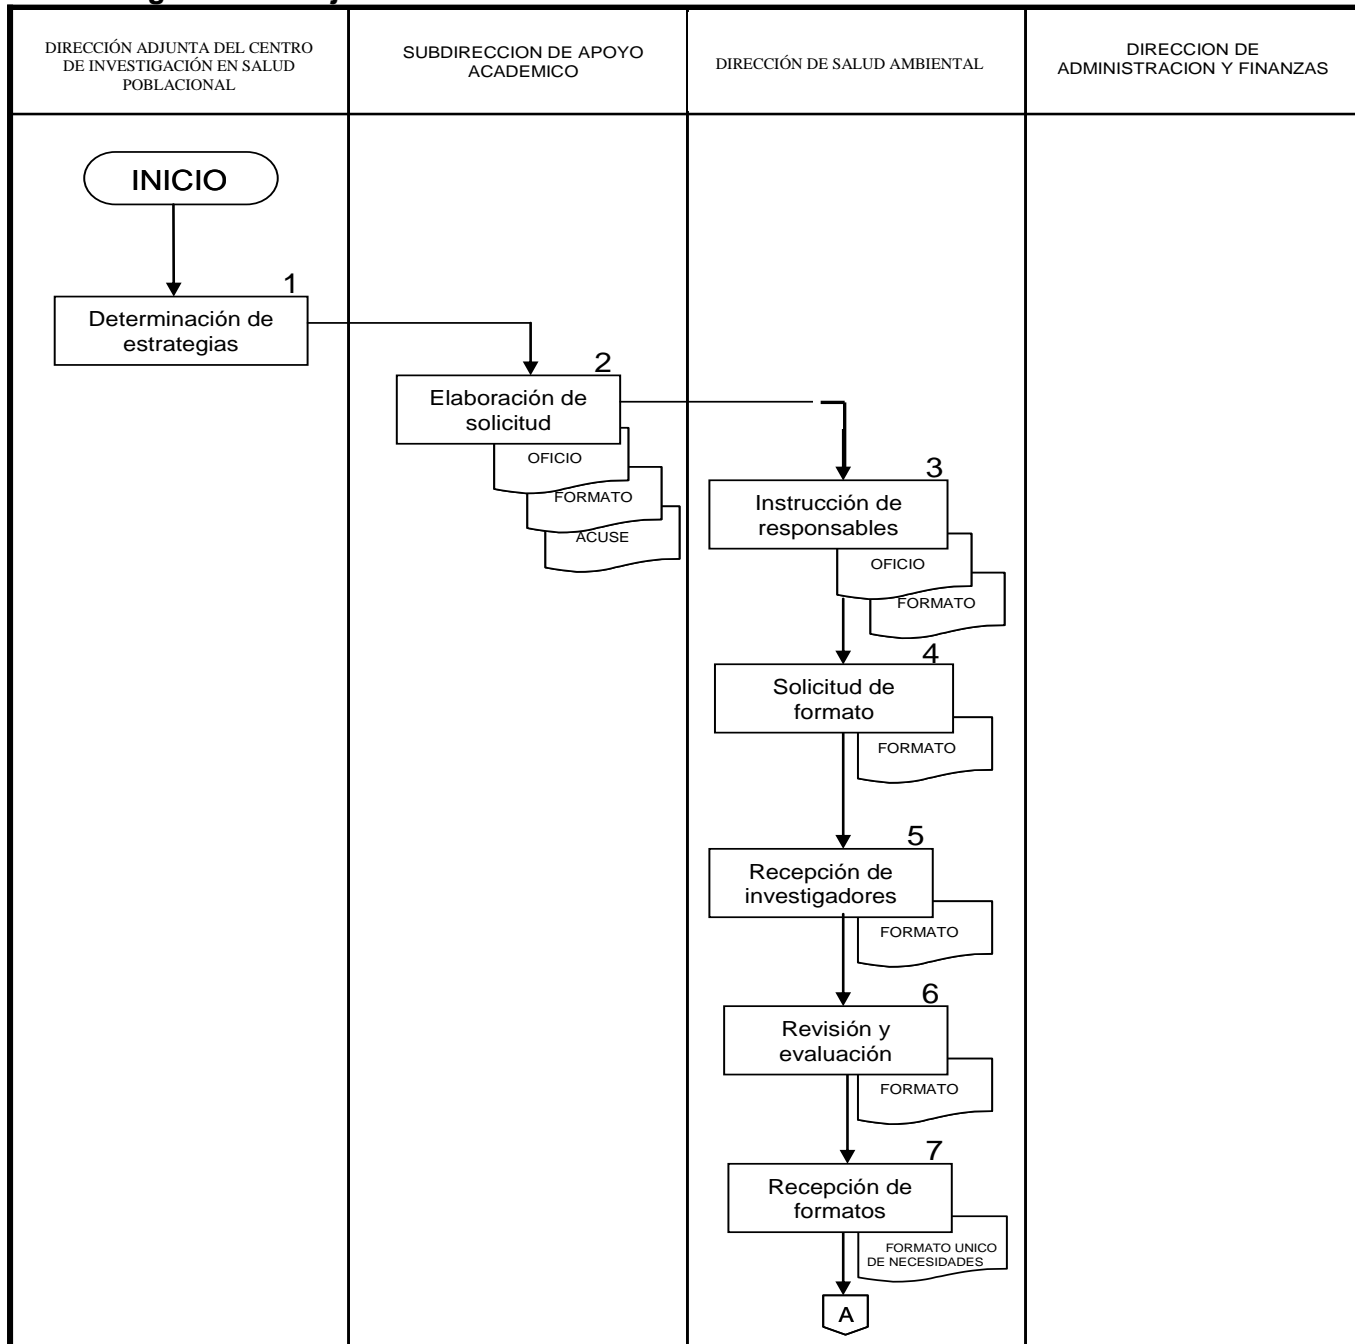 DIRECCIÓN ADJUNTA DEL CENTRO
DE INVESTIGACIÓN EN SALUD
POBLACIONAL
SUBDIRECCION DE APOYO
ACADEMICO
DIRECCIÓN DE SALUD AMBIENTAL
DIRECCION DE
ADMINISTRACION Y FINANZAS
INICIO
1
Determinación de
estrategias
2
Elaboración de
solicitud
OFICIO
FORMATO
ACUSE
3
Instrucción de
responsables
OFICIO
FORMATO
4
Solicitud de
formato
FORMATO
5
Recepción de
investigadores
FORMATO
6
Revisión y
evaluación
FORMATO
7
Recepción de
formatos
FORMATO UNICO
DE NECESIDADES
A